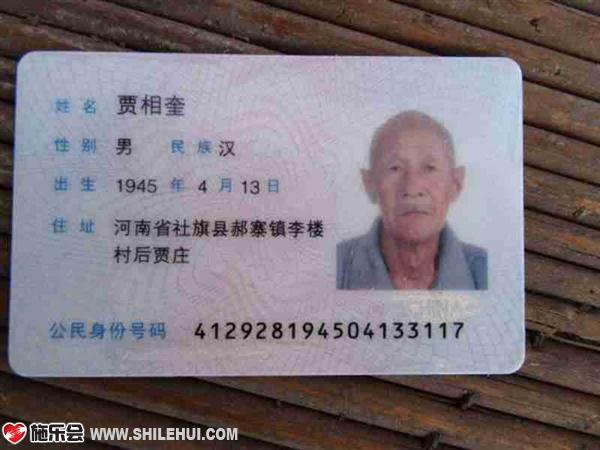 姓名 贾相奎
性别 男 民族 汉
出生 1945 年 4 月 13 日
住址 河南省社旗县郝寨镇李楼
村后贾庄
CHINA
公民身份号码 412928194504133117
施乐会 WWW.SHILEHUI.COM